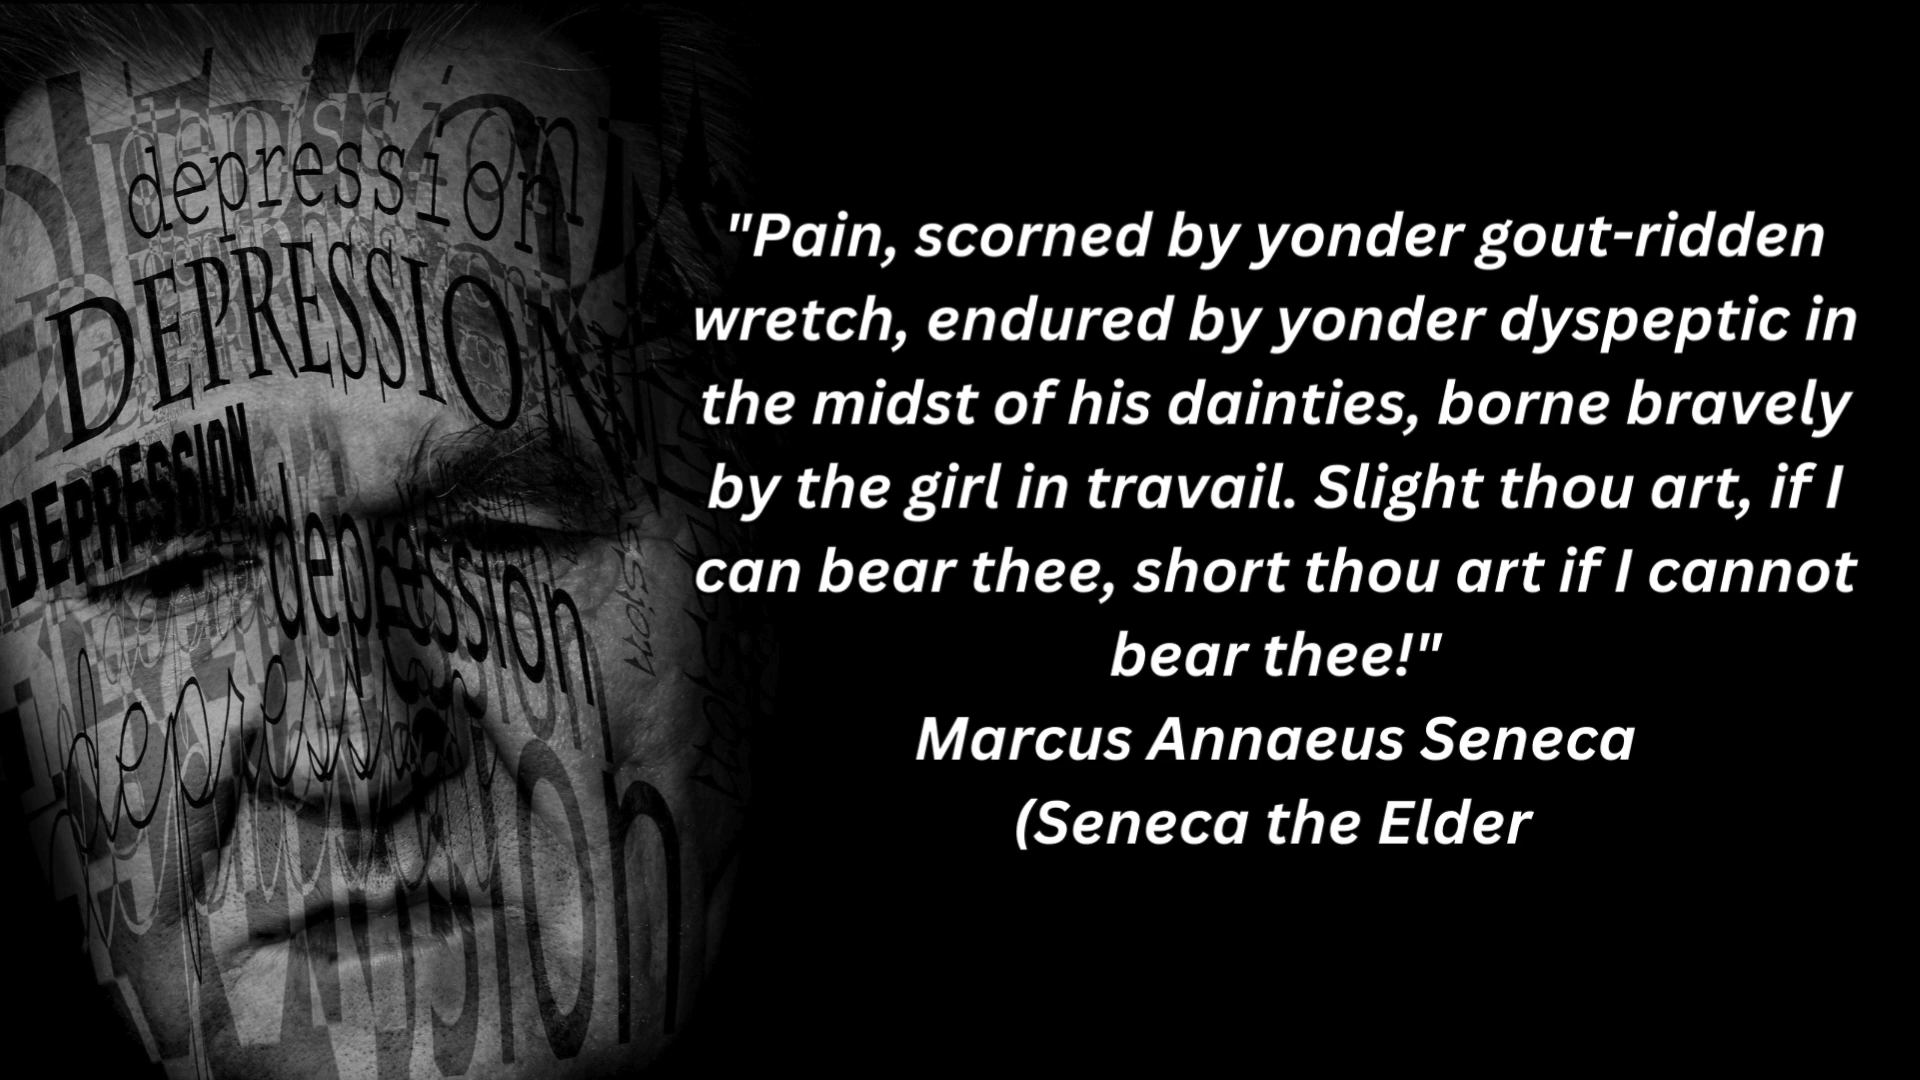 depression
DEPRESSION
DEPRESSION
depression
depression
"Pain, scorned by yonder gout-ridden
wretch, endured by yonder dyspeptic in
the midst of his dainties, borne bravely
by the girl in travail. Slight thou art, if I
can bear thee, short thou art if I cannot
bear thee!"
Marcus Annaeus Seneca
(Seneca the Elder